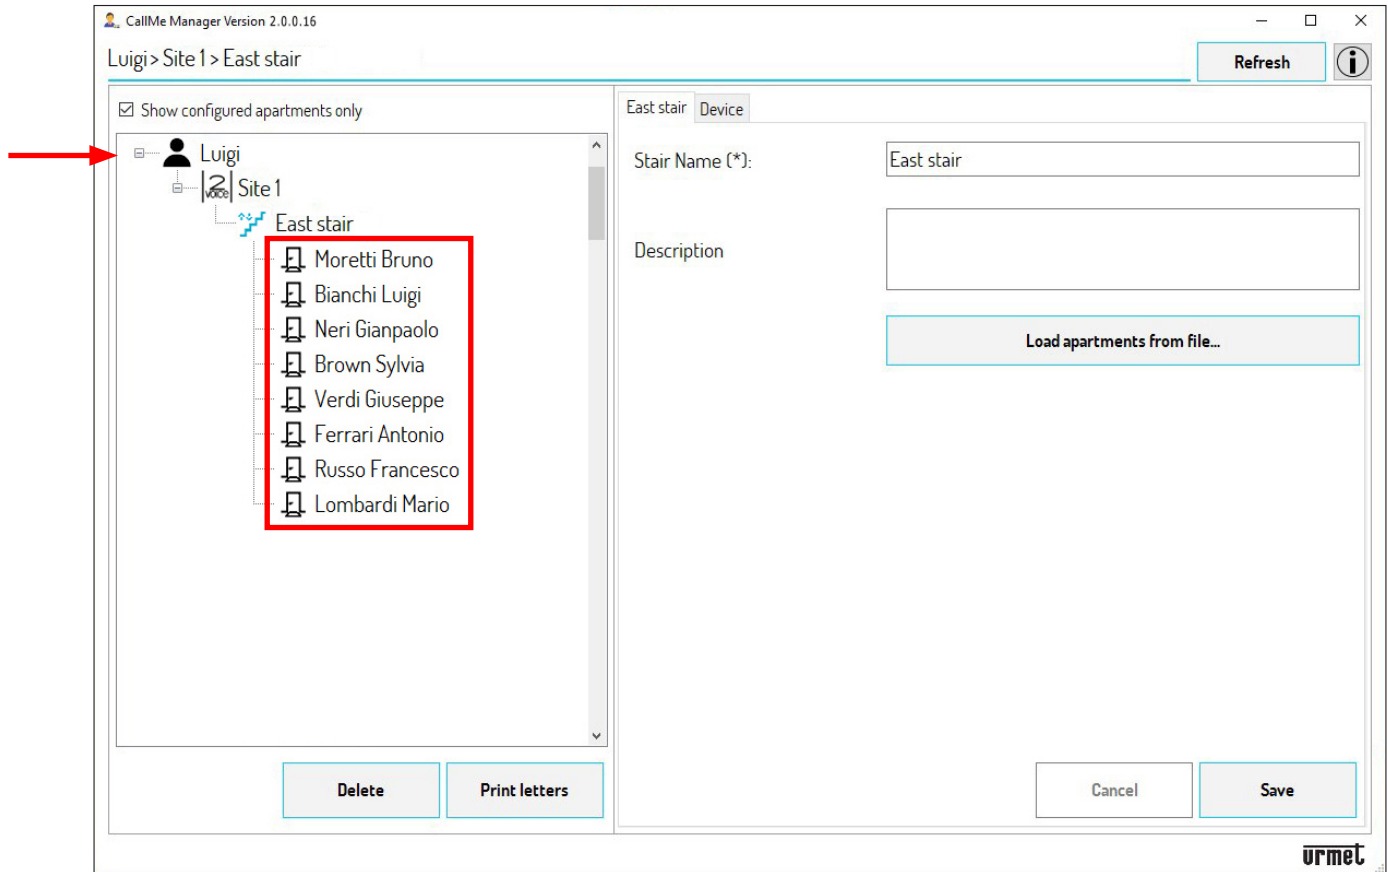 CallMe Manager Version 2.0.0.16
Luigi > Site 1 > East stair
Refresh
Show configured apartments only
Luigi
2 VOICE Site 1
East stair
Moretti Bruno
Bianchi Luigi
Neri Gianpaolo
Brown Sylvia
Verdi Giuseppe
Ferrari Antonio
Russo Francesco
Lombardi Mario
Delete
Print letters
East stair Device
Stair Name (*): East stair
Description
Load apartments from file...
Cancel
Save
urmet